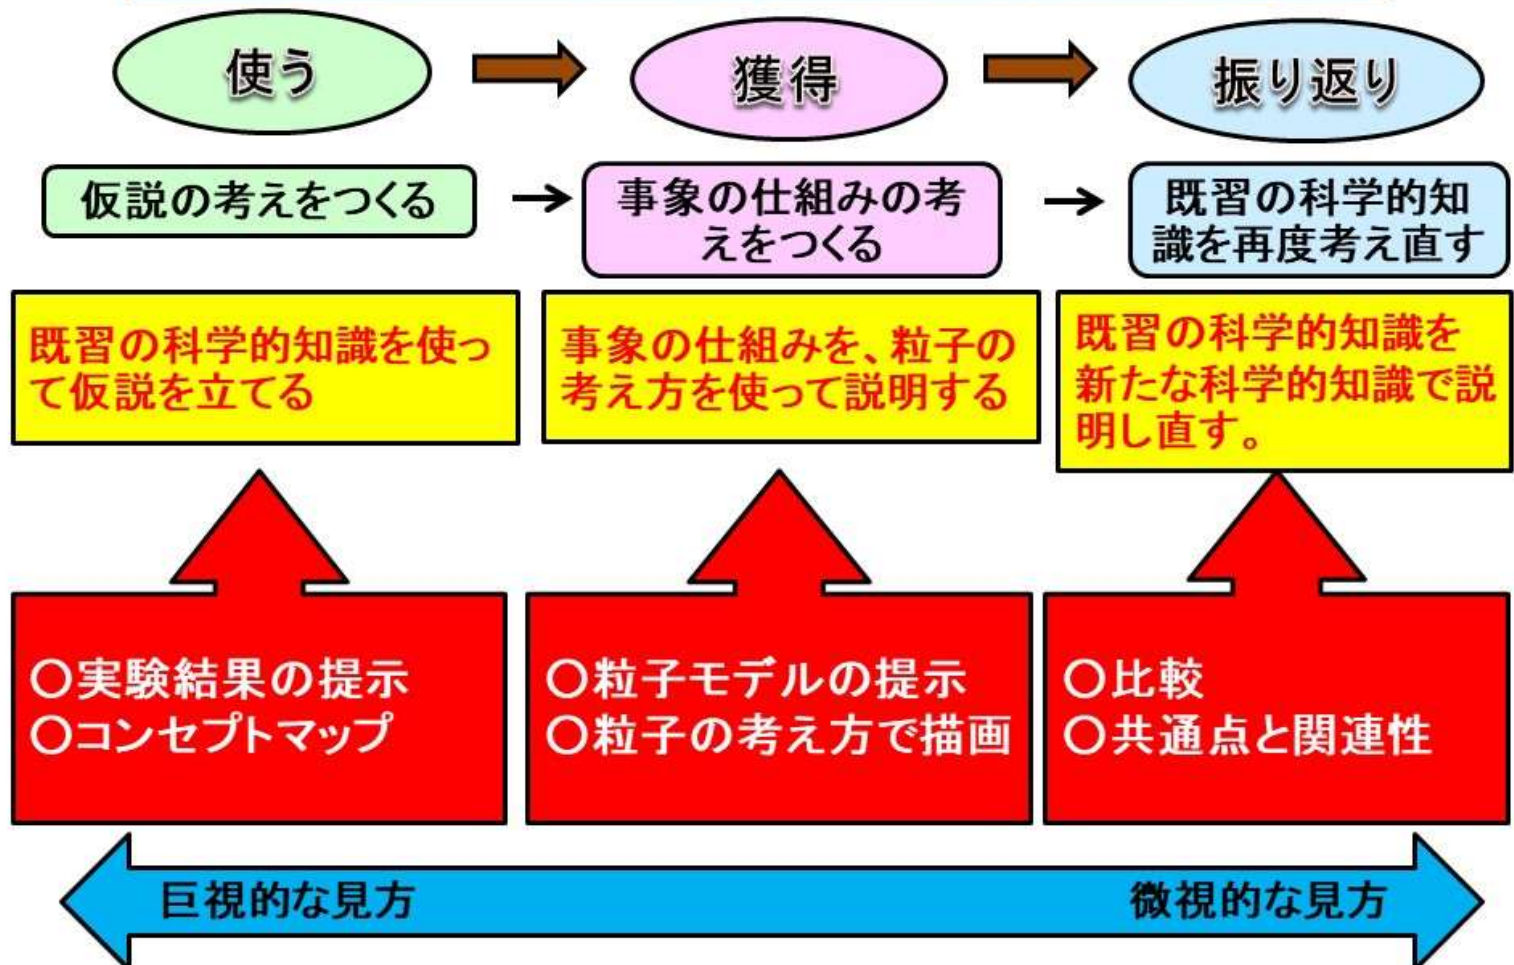 使う
獲得
振り返り
仮説の考えをつくる
事象の仕組みの考
えをつくる
既習の科学的知
識を再度考え直す
既習の科学的知識を使っ
て仮説を立てる
事象の仕組みを、粒子の
考え方を使って説明する
既習の科学的知識を
新たな科学的知識で説
明し直す。
○実験結果の提示
○コンセプトマップ
○粒子モデルの提示
○粒子の考え方で描画
○比較
○共通点と関連性
巨視的な見方
微視的な見方